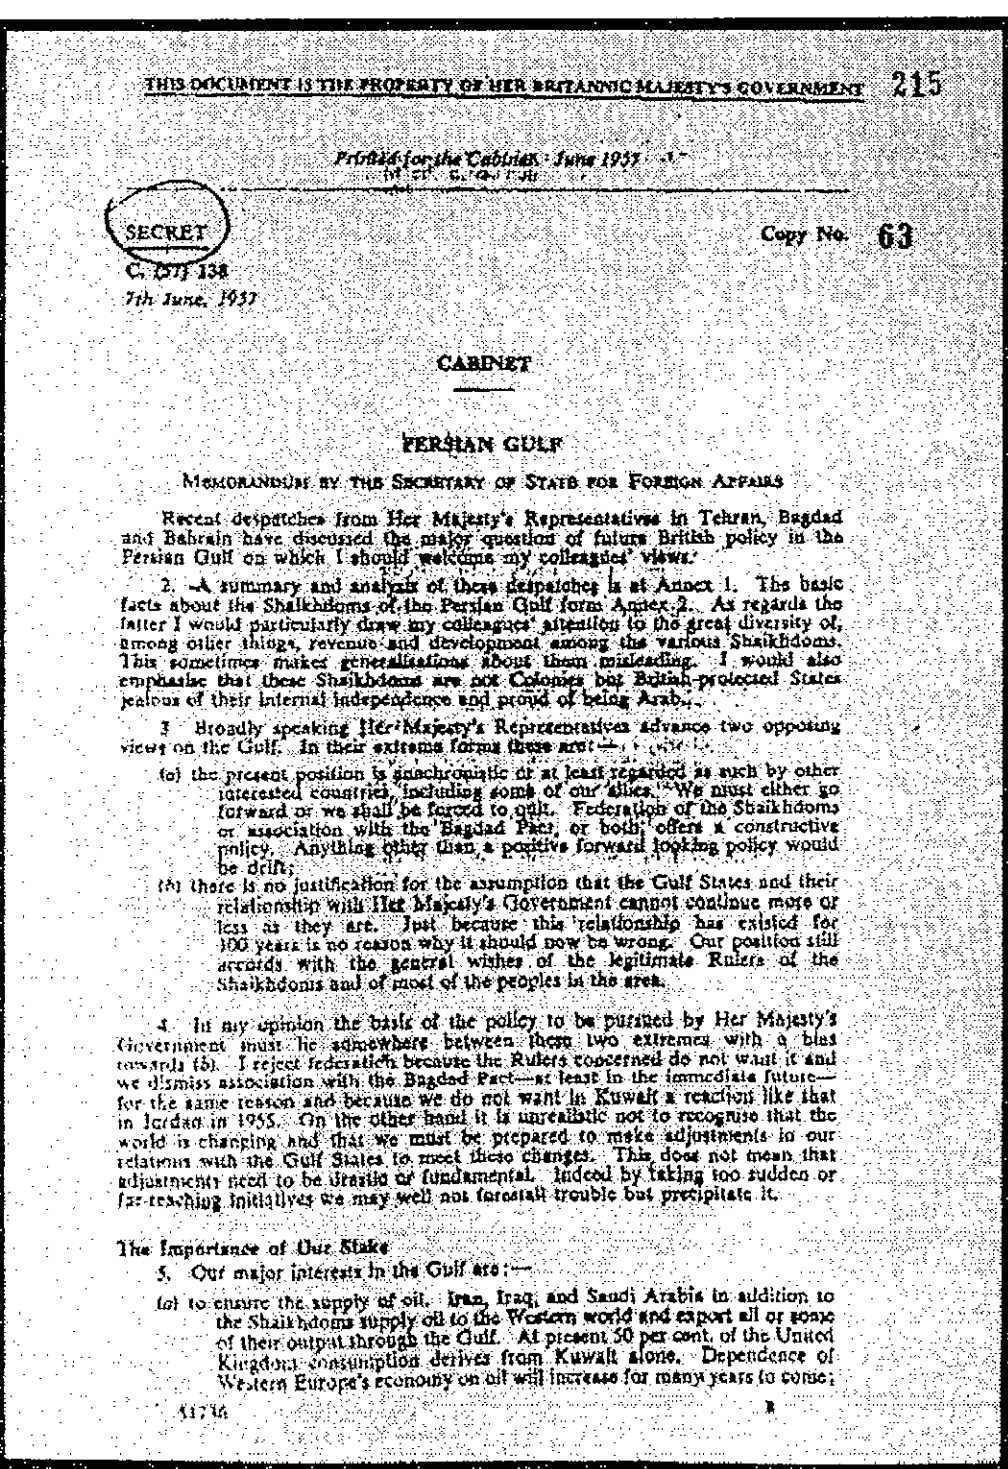 THIS DOCUMENT IS THE PROPERTY OF HER BRITANNIC MAJESTY'S GOVERNMENT 215
Printed for the Cabinet. June 1957
SECRET
Copy No. 63
C. (57) 138
7th June, 1957
CABINET
PERSIAN GULF
MEMORANDUM BY THE SECRETARY OF STATE FOR FOREIGN AFFAIRS
Recent despatches from Her Majesty's Representatives in Tehran, Bagdad
and Bahrain have discussed the major question of future British policy in the
Persian Gulf on which I should welcome my colleagues' views.
2. A summary and analysis of these despatches is at Annex 1. The basic
facts about the Shaikhdoms of the Persian Gulf form Annex 2. As regards the
latter I would particularly draw my colleagues' attention to the great diversity of,
among other things, revenue and development among the various Shaikhdoms.
This sometimes makes generalisations about them misleading. I would also
emphasise that these Shaikhdoms are not Colonies but British-protected States
jealous of their internal independence and proud of being Arab.
3 Broadly speaking Her Majesty's Representatives advance two opposing
views on the Gulf. In their extreme forms these are:—
(a) the present position is anachronistic or at least regarded as such by other
interested countries, including some of our allies. We must either go
forward or we shall be forced to quit. Federation of the Shaikhdoms
or association with the Bagdad Pact, or both, offers a constructive
policy. Anything other than a positive forward looking policy would
be drift;
(b) there is no justification for the assumption that the Gulf States and their
relationship with Her Majesty's Government cannot continue more or
less as they are. Just because this relationship has existed for
100 years is no reason why it should now be wrong. Our position still
accords with the general wishes of the legitimate Rulers of the
Shaikhdoms and of most of the peoples in the area.
4 In my opinion the basis of the policy to be pursued by Her Majesty's
Government must lie somewhere between these two extremes with a bias
towards (b). I reject federation because the Rulers concerned do not want it and
we dismiss association with the Bagdad Pact—at least in the immediate future—
for the same reason and because we do not want in Kuwait a reaction like that
in Jordan in 1955. On the other hand it is unrealistic not to recognise that the
world is changing and that we must be prepared to make adjustments in our
relations with the Gulf States to meet these changes. This does not mean that
adjustments need to be drastic or fundamental. Indeed by taking too sudden or
far-reaching initiatives we may well not forestall trouble but precipitate it.
The Importance of Our Stake
5. Our major interests in the Gulf are:—
(a) to ensure the supply of oil. Iran, Iraq, and Saudi Arabia in addition to
the Shaikhdoms supply oil to the Western world and export all or some
of their output through the Gulf. At present 50 per cent. of the United
Kingdom consumption derives from Kuwait alone. Dependence of
Western Europe's economy on oil will increase for many years to come;
51736
B